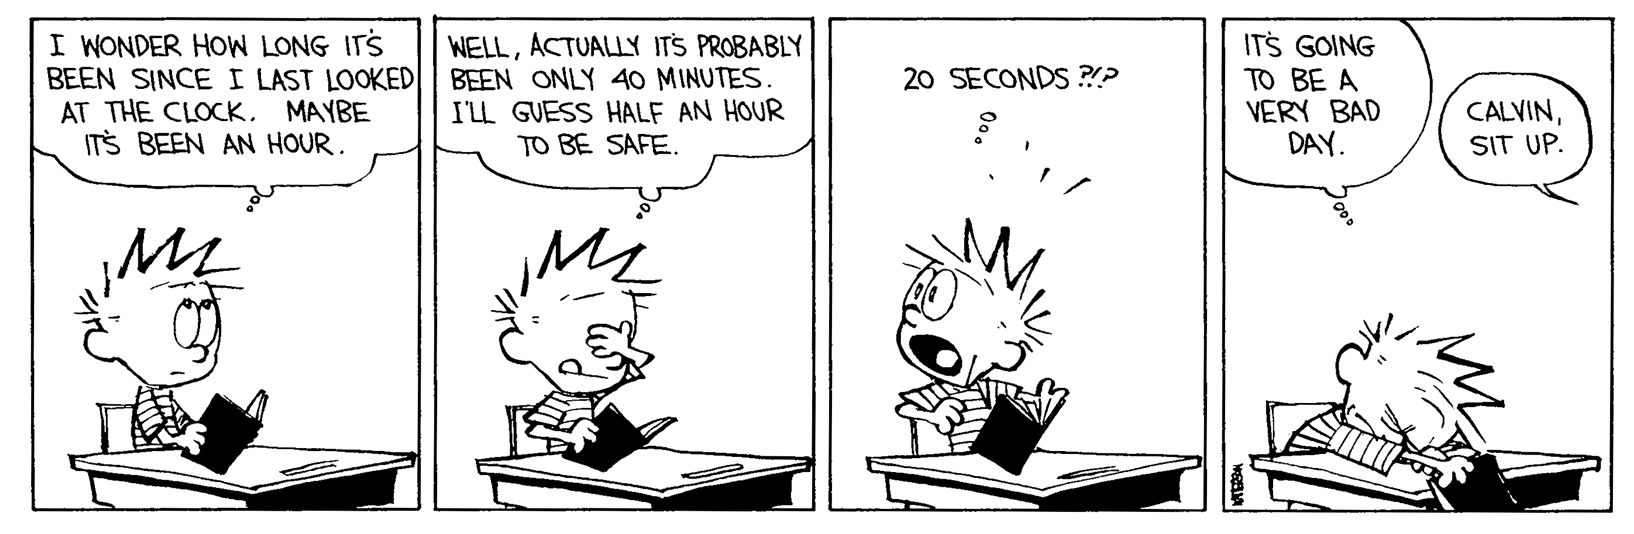 I WONDER HOW LONG IT'S
BEEN SINCE I LAST LOOKED
AT THE CLOCK. MAYBE
IT'S BEEN AN HOUR.
WELL, ACTUALLY IT'S PROBABLY
BEEN ONLY 40 MINUTES.
I'LL GUESS HALF AN HOUR
TO BE SAFE.
20 SECONDS?!?
IT'S GOING
TO BE A
VERY BAD
DAY.
CALVIN,
SIT UP.
WATTERSON